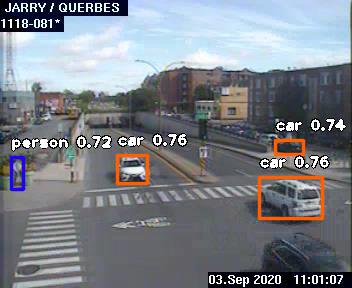 JARRY / QUERBES
1118-081*
person 0.72
car 0.76
car 0.74
car 0.76
03.Sep 2020 11:01:07